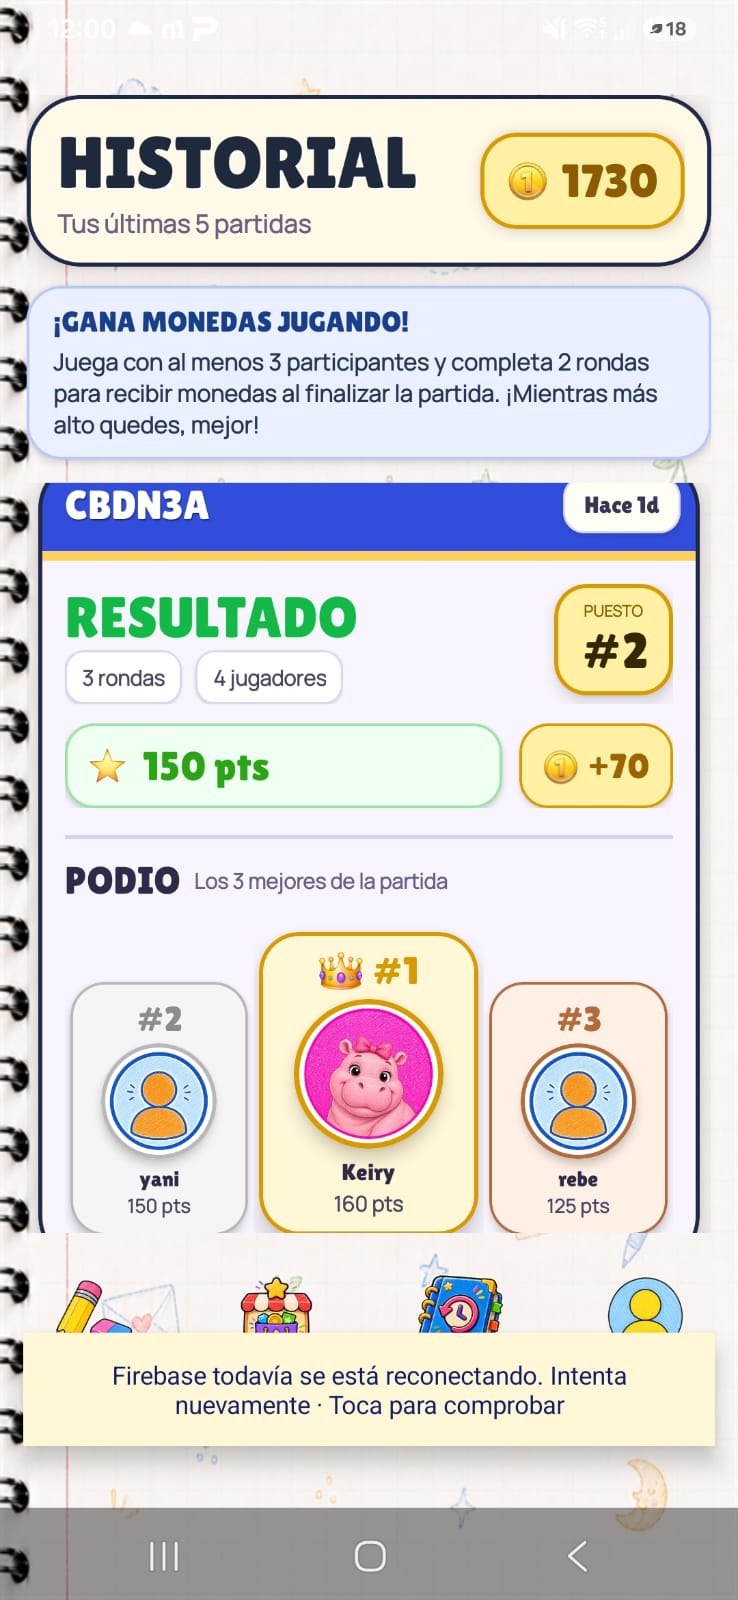 12:00
18
HISTORIAL
1730
Tus últimas 5 partidas
¡GANA MONEDAS JUGANDO!
Juega con al menos 3 participantes y completa 2 rondas
para recibir monedas al finalizar la partida. ¡Mientras más
alto quedes, mejor!
CBDN3A
Hace 1d
RESULTADO
PUESTO
#2
3 rondas
4 jugadores
150 pts
+70
PODIO Los 3 mejores de la partida
#1
#2
#3
yani
Keiry
rebe
150 pts
160 pts
125 pts
Firebase todavía se está reconectando. Intenta
nuevamente · Toca para comprobar